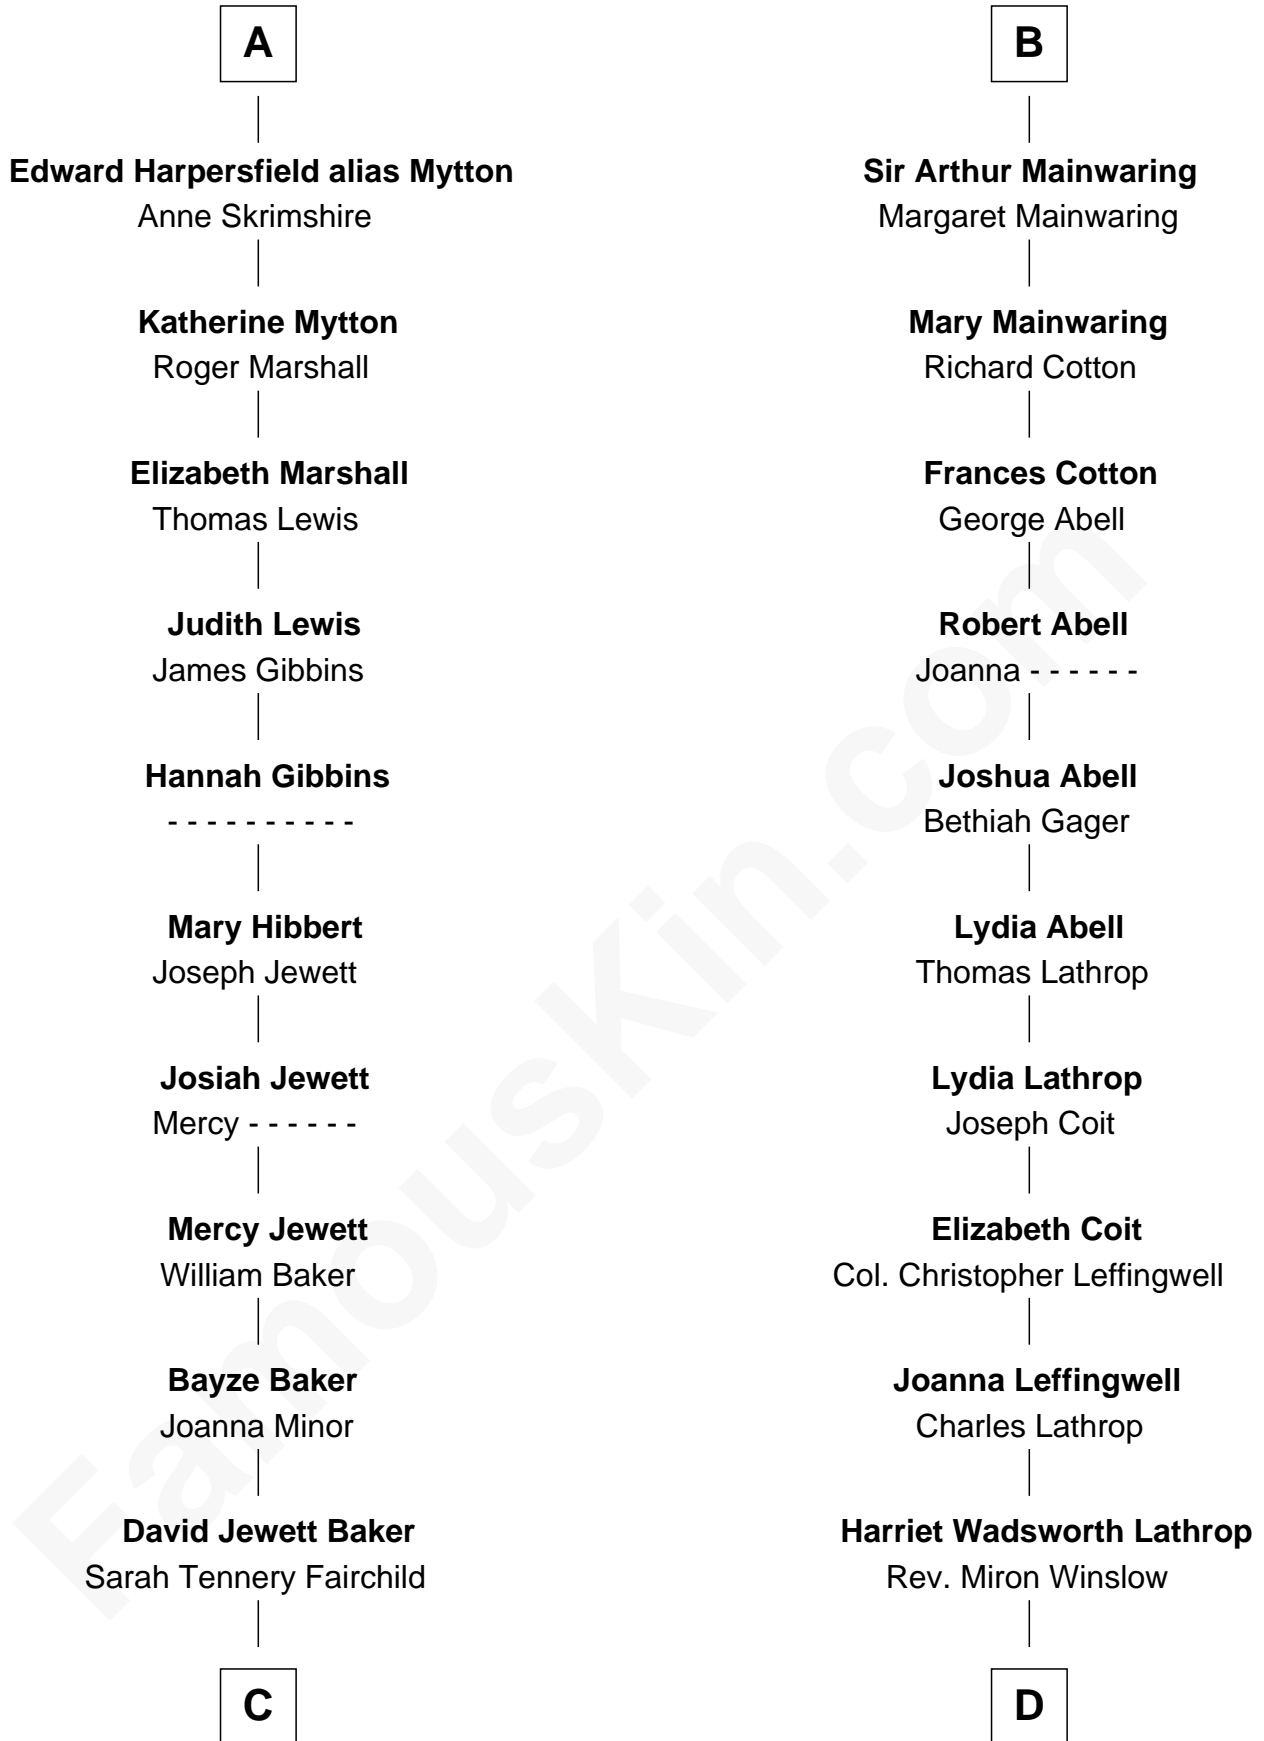 A
Edward Harpersfield alias Mytton
Anne Skrimshire
Katherine Mytton
Roger Marshall
Elizabeth Marshall
Thomas Lewis
Judith Lewis
James Gibbins
Hannah Gibbins
- - - - - - - - - -
Mary Hibbert
Joseph Jewett
Josiah Jewett
Mercy - - - - - -
Mercy Jewett
William Baker
Bayze Baker
Joanna Minor
David Jewett Baker
Sarah Tennery Fairchild
C
B
Sir Arthur Mainwaring
Margaret Mainwaring
Mary Mainwaring
Richard Cotton
Frances Cotton
George Abell
Robert Abell
Joanna - - - - - -
Joshua Abell
Bethiah Gager
Lydia Abell
Thomas Lathrop
Lydia Lathrop
Joseph Coit
Elizabeth Coit
Col. Christopher Leffingwell
Joanna Leffingwell
Charles Lathrop
Harriet Wadsworth Lathrop
Rev. Miron Winslow
D
FamousKin.com